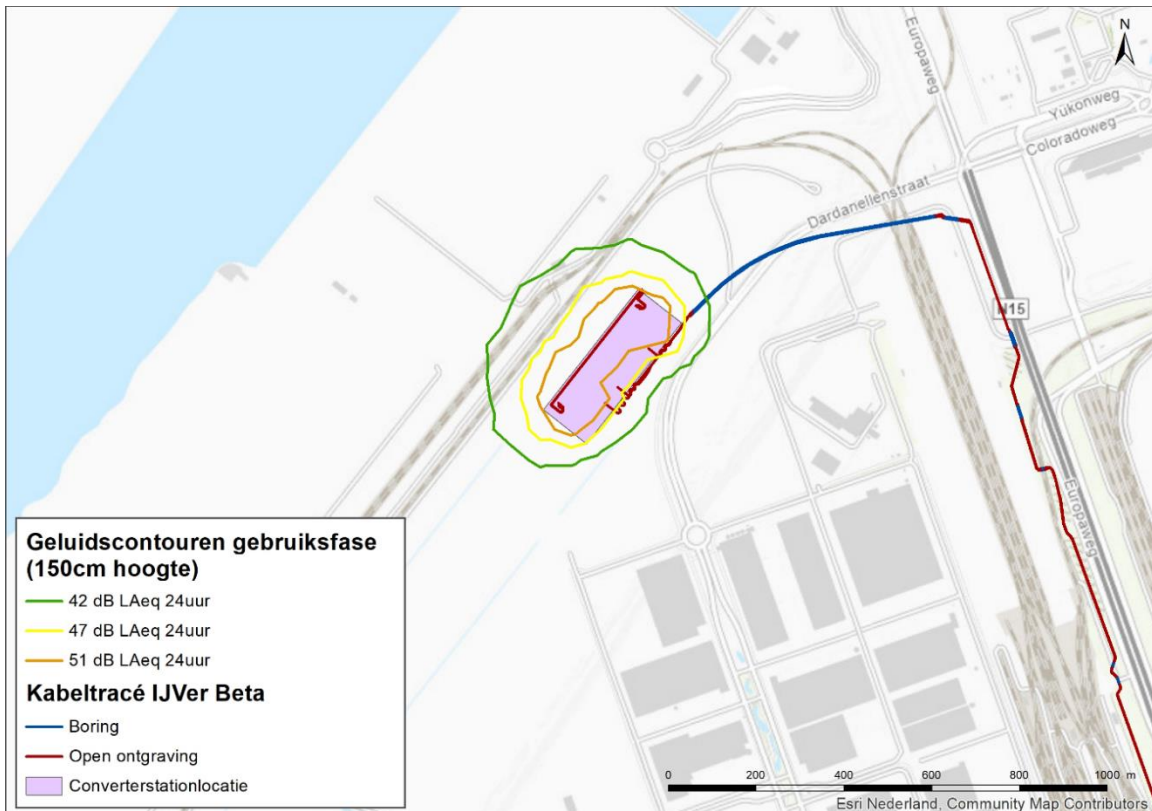 N
Europaweg
Yukonweg
Coloradoweg
Dardanellenstraat
N15
Europaweg
Geluidscontouren gebruiksfase
(150cm hoogte)
42 dB LAeq 24uur
47 dB LAeq 24uur
51 dB LAeq 24uur
Kabeltracé IJVer Beta
Boring
Open ontgraving
Converterstationlocatie
0 200 400 600 800 1000 m
Esri Nederland, Community Map Contributors